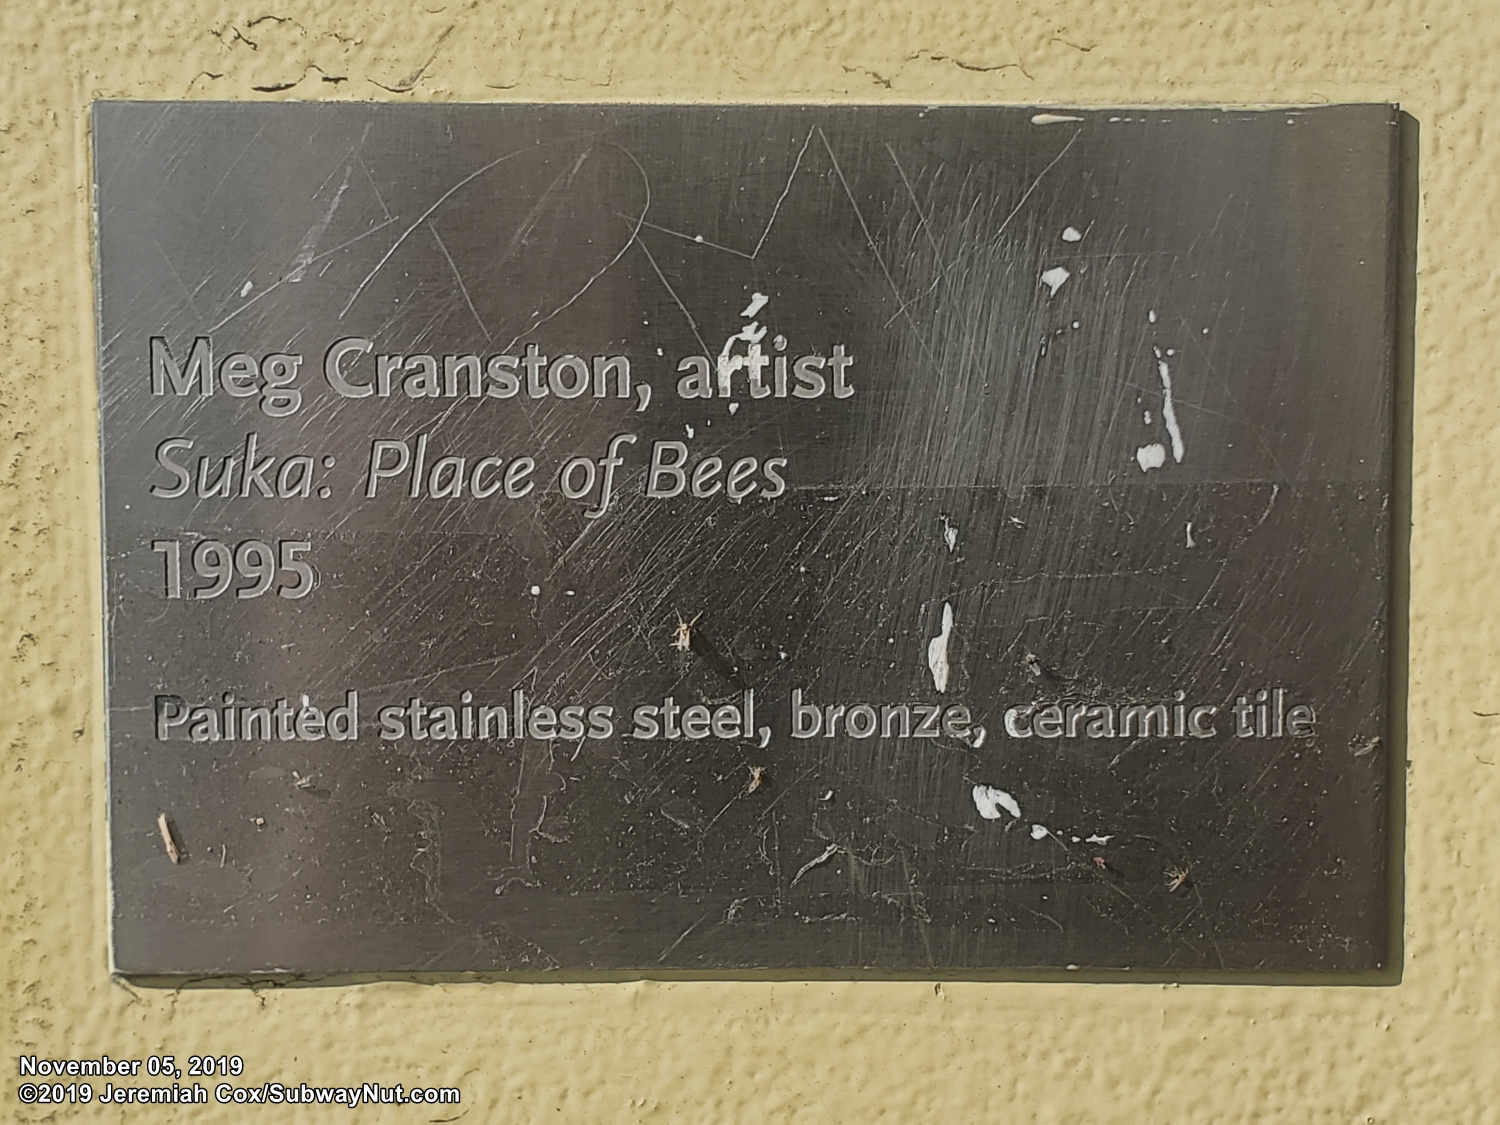 Meg Cranston, artist
Suka: Place of Bees
1995
Painted stainless steel, bronze, ceramic tile
November 05, 2019
©2019 Jeremiah Cox/SubwayNut.com